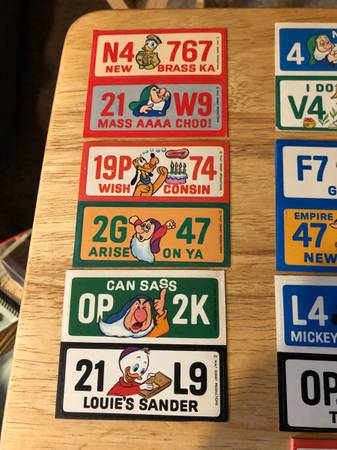 N4 767
NEW BRASS KA
21 W9
MASS AAAA CHOO!
19P 74
WISH CONSIN
2G 47
ARISE ON YA
CAN SASS
OP 2K
21 L9
LOUIE'S SANDER
4
I DO
V4
F7
EMPIRE
47
NEW
L4
MICKEY
OP